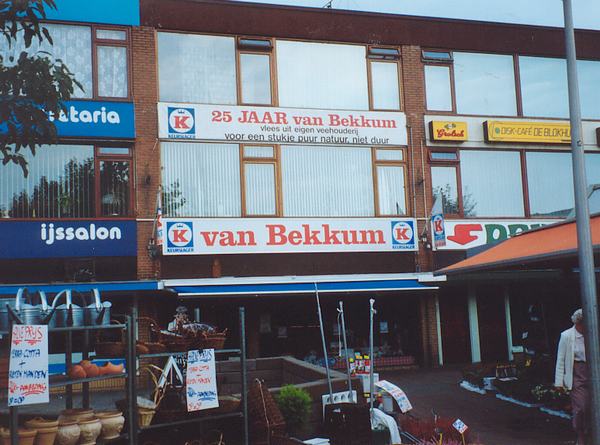 etaria
ijssalon
K
KEURSLAGER
25 JAAR van Bekkum
vlees uit eigen veehouderij
voor een stukje puur natuur, niet duur
K
KEURSLAGER
van Bekkum
K
KEURSLAGER
Grolsch
DISK-CAFÉ DE BLOKHU
K